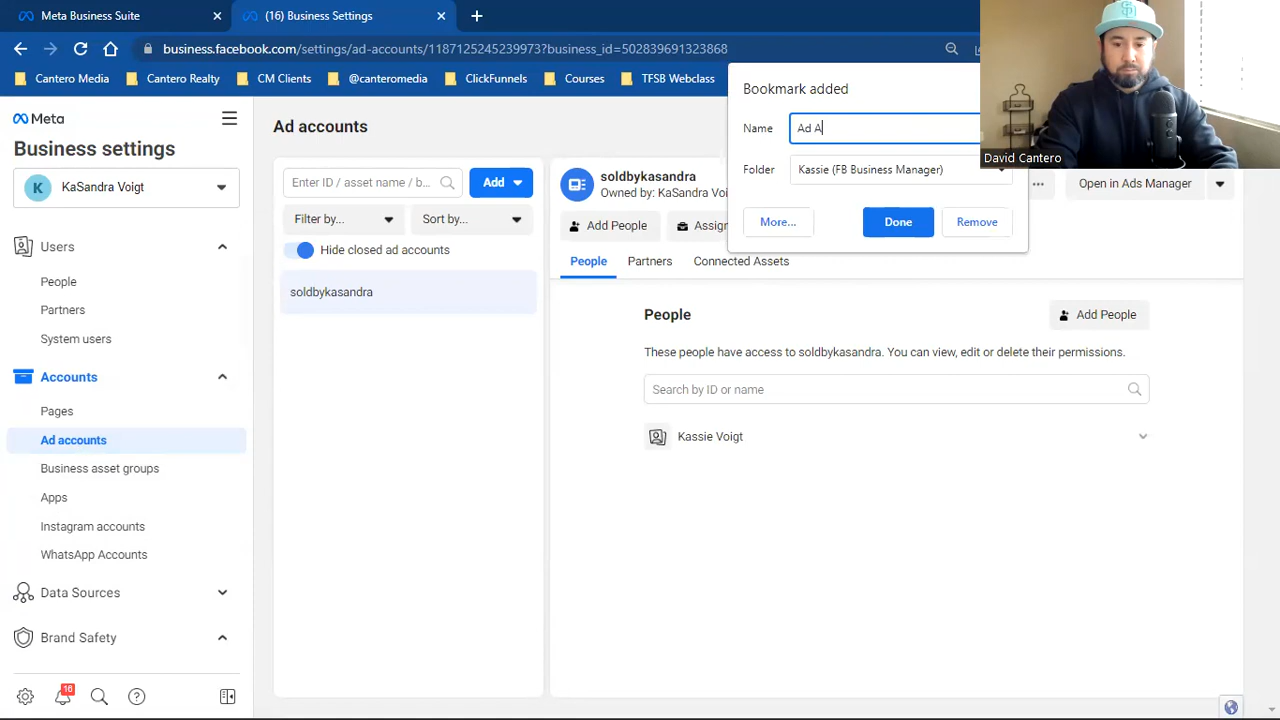 Meta Business Suite
(16) Business Settings
business.facebook.com/settings/ad-accounts/1187125245239973?business_id=502839691323868
Cantero Media
Cantero Realty
CM Clients
@canteromedia
ClickFunnels
Courses
TFSB Webclass
Bookmark added
Name
Ad A
Folder
Kassie (FB Business Manager)
More...
Done
Remove
David Cantero
Meta
Business settings
K
KaSandra Voigt
Users
People
Partners
System users
Accounts
Pages
Ad accounts
Business asset groups
Apps
Instagram accounts
WhatsApp Accounts
Data Sources
Brand Safety
16
Ad accounts
Enter ID / asset name / b...
Add
Filter by...
Sort by...
Hide closed ad accounts
soldbykasandra
soldbykasandra
Owned by: KaSandra Voi
Open in Ads Manager
Add People
Assign
People
Partners
Connected Assets
People
Add People
These people have access to soldbykasandra. You can view, edit or delete their permissions.
Search by ID or name
Kassie Voigt